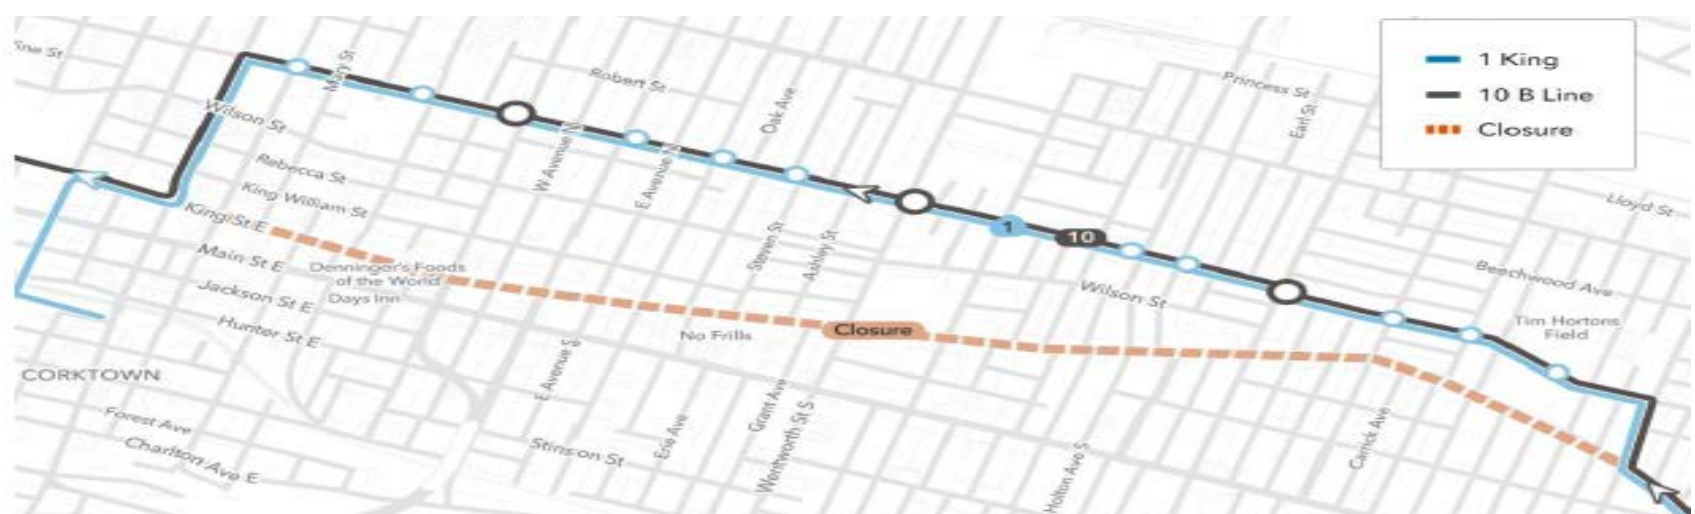 1 King
10 B Line
Closure
ine St
Mary St
Robert St
Oak Ave
Princess St
Earl St
Wilson St
Rebecca St
King William St
King St E
Main St E
Jackson St E
Hunter St E
Denninger's Foods
of the World
Days Inn
W Avenue N
E Avenue N
Steven St
Ashley St
1
10
Lloyd St
Beechwood Ave
Wilson St
Tim Hortons
Field
No Frills
Closure
CORKTOWN
Forest Ave
Charlton Ave E
E Avenue S
Stinson St
Erie Ave
Grant Ave
Wentworth St S
Holton Ave S
Carrick Ave